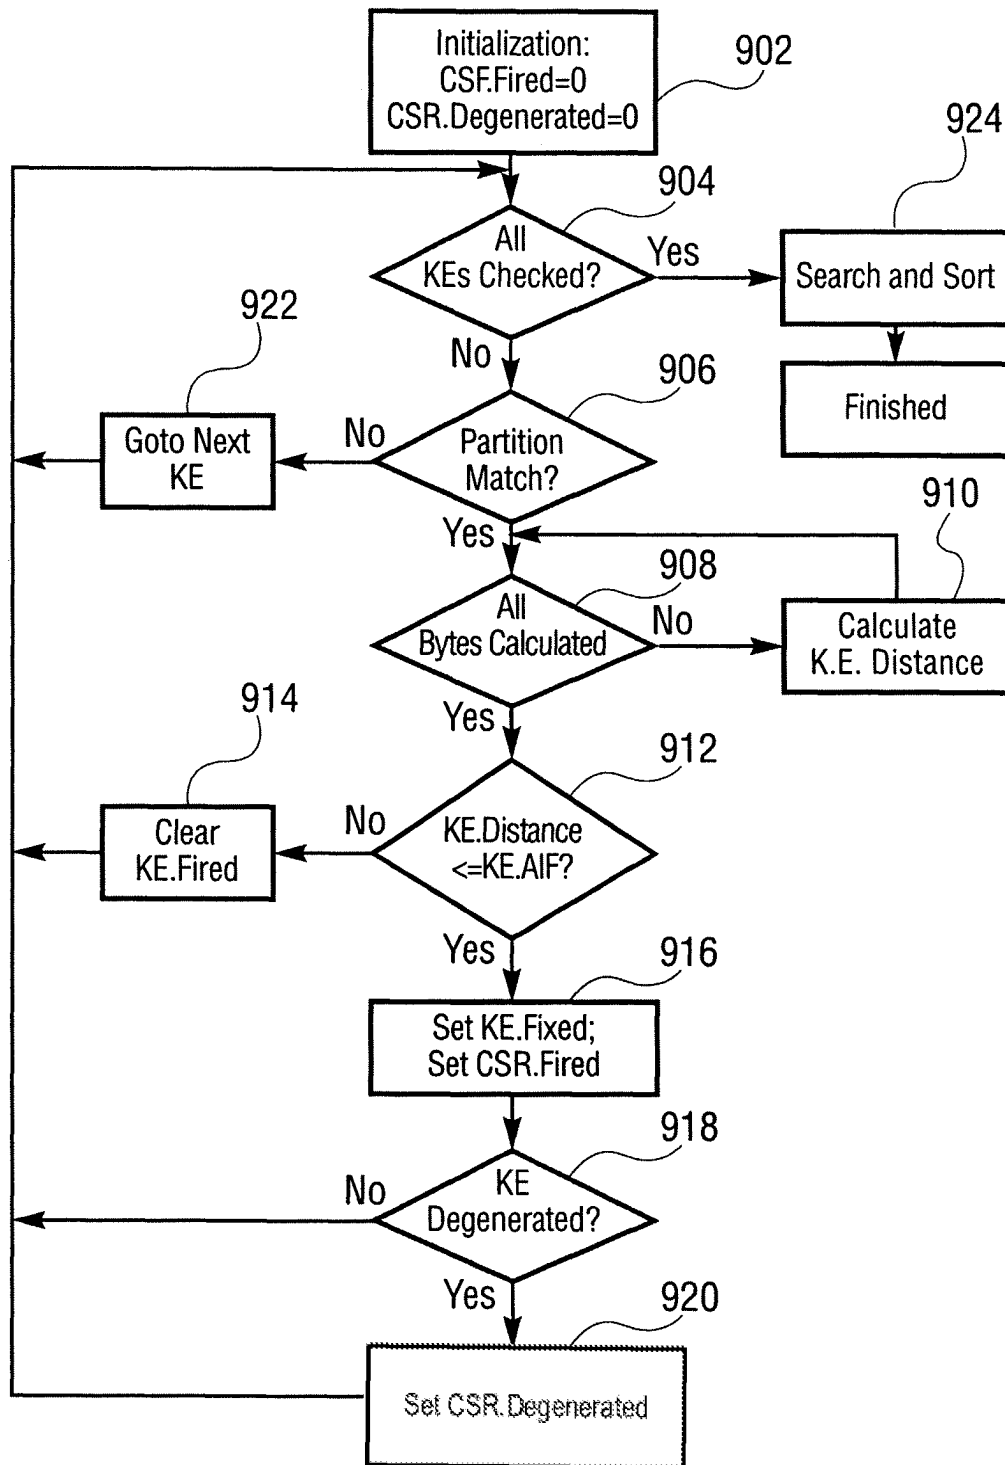 Initialization:
CSF.Fired=0
CSR.Degenerated=0
902
924
904
All
KEs Checked?
Yes
Search and Sort
922
No
906
Finished
Goto Next
KE
No
Partition
Match?
910
Yes
908
All
Bytes Calculated
No
Calculate
K.E. Distance
914
Yes
912
Clear
KE.Fired
No
KE.Distance
<=KE.AIF?
Yes
916
Set KE.Fixed;
Set CSR.Fired
918
No
KE
Degenerated?
Yes
920
Set CSR.Degenerated